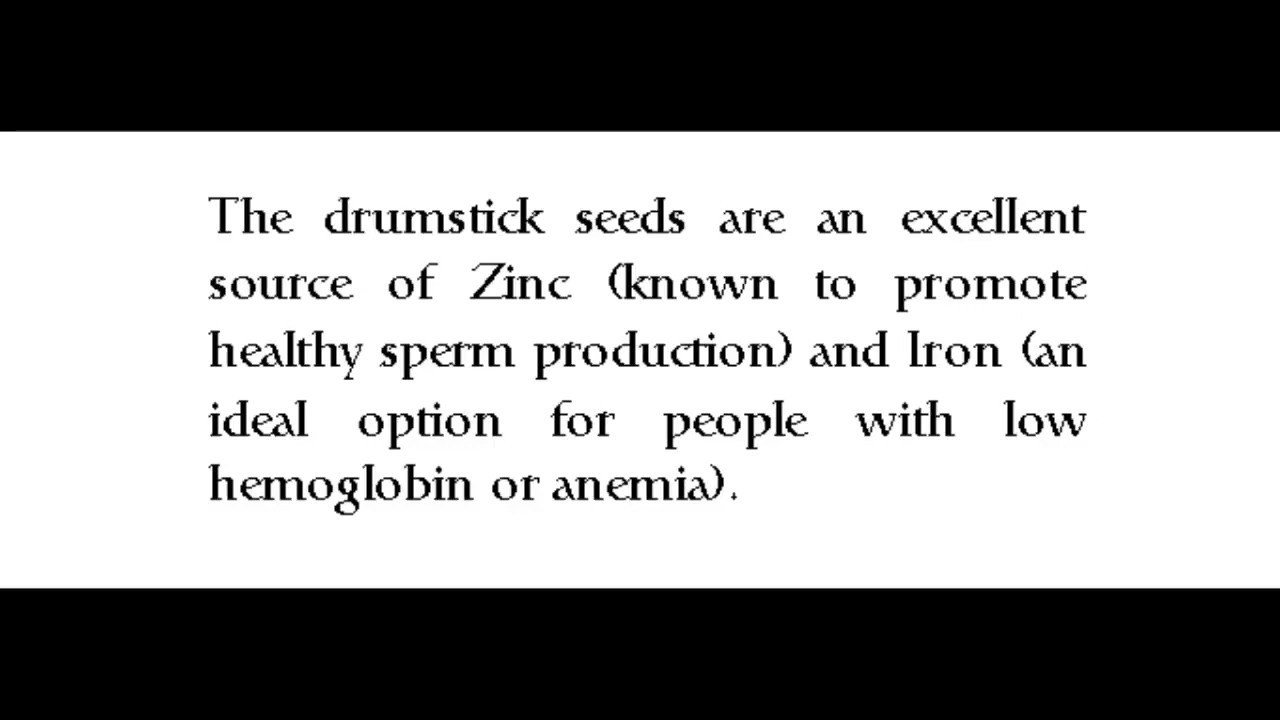 The drumstick seeds are an excellent
source of Zinc (known to promote
healthy sperm production) and Iron (an
ideal option for people with low
hemoglobin or anemia).